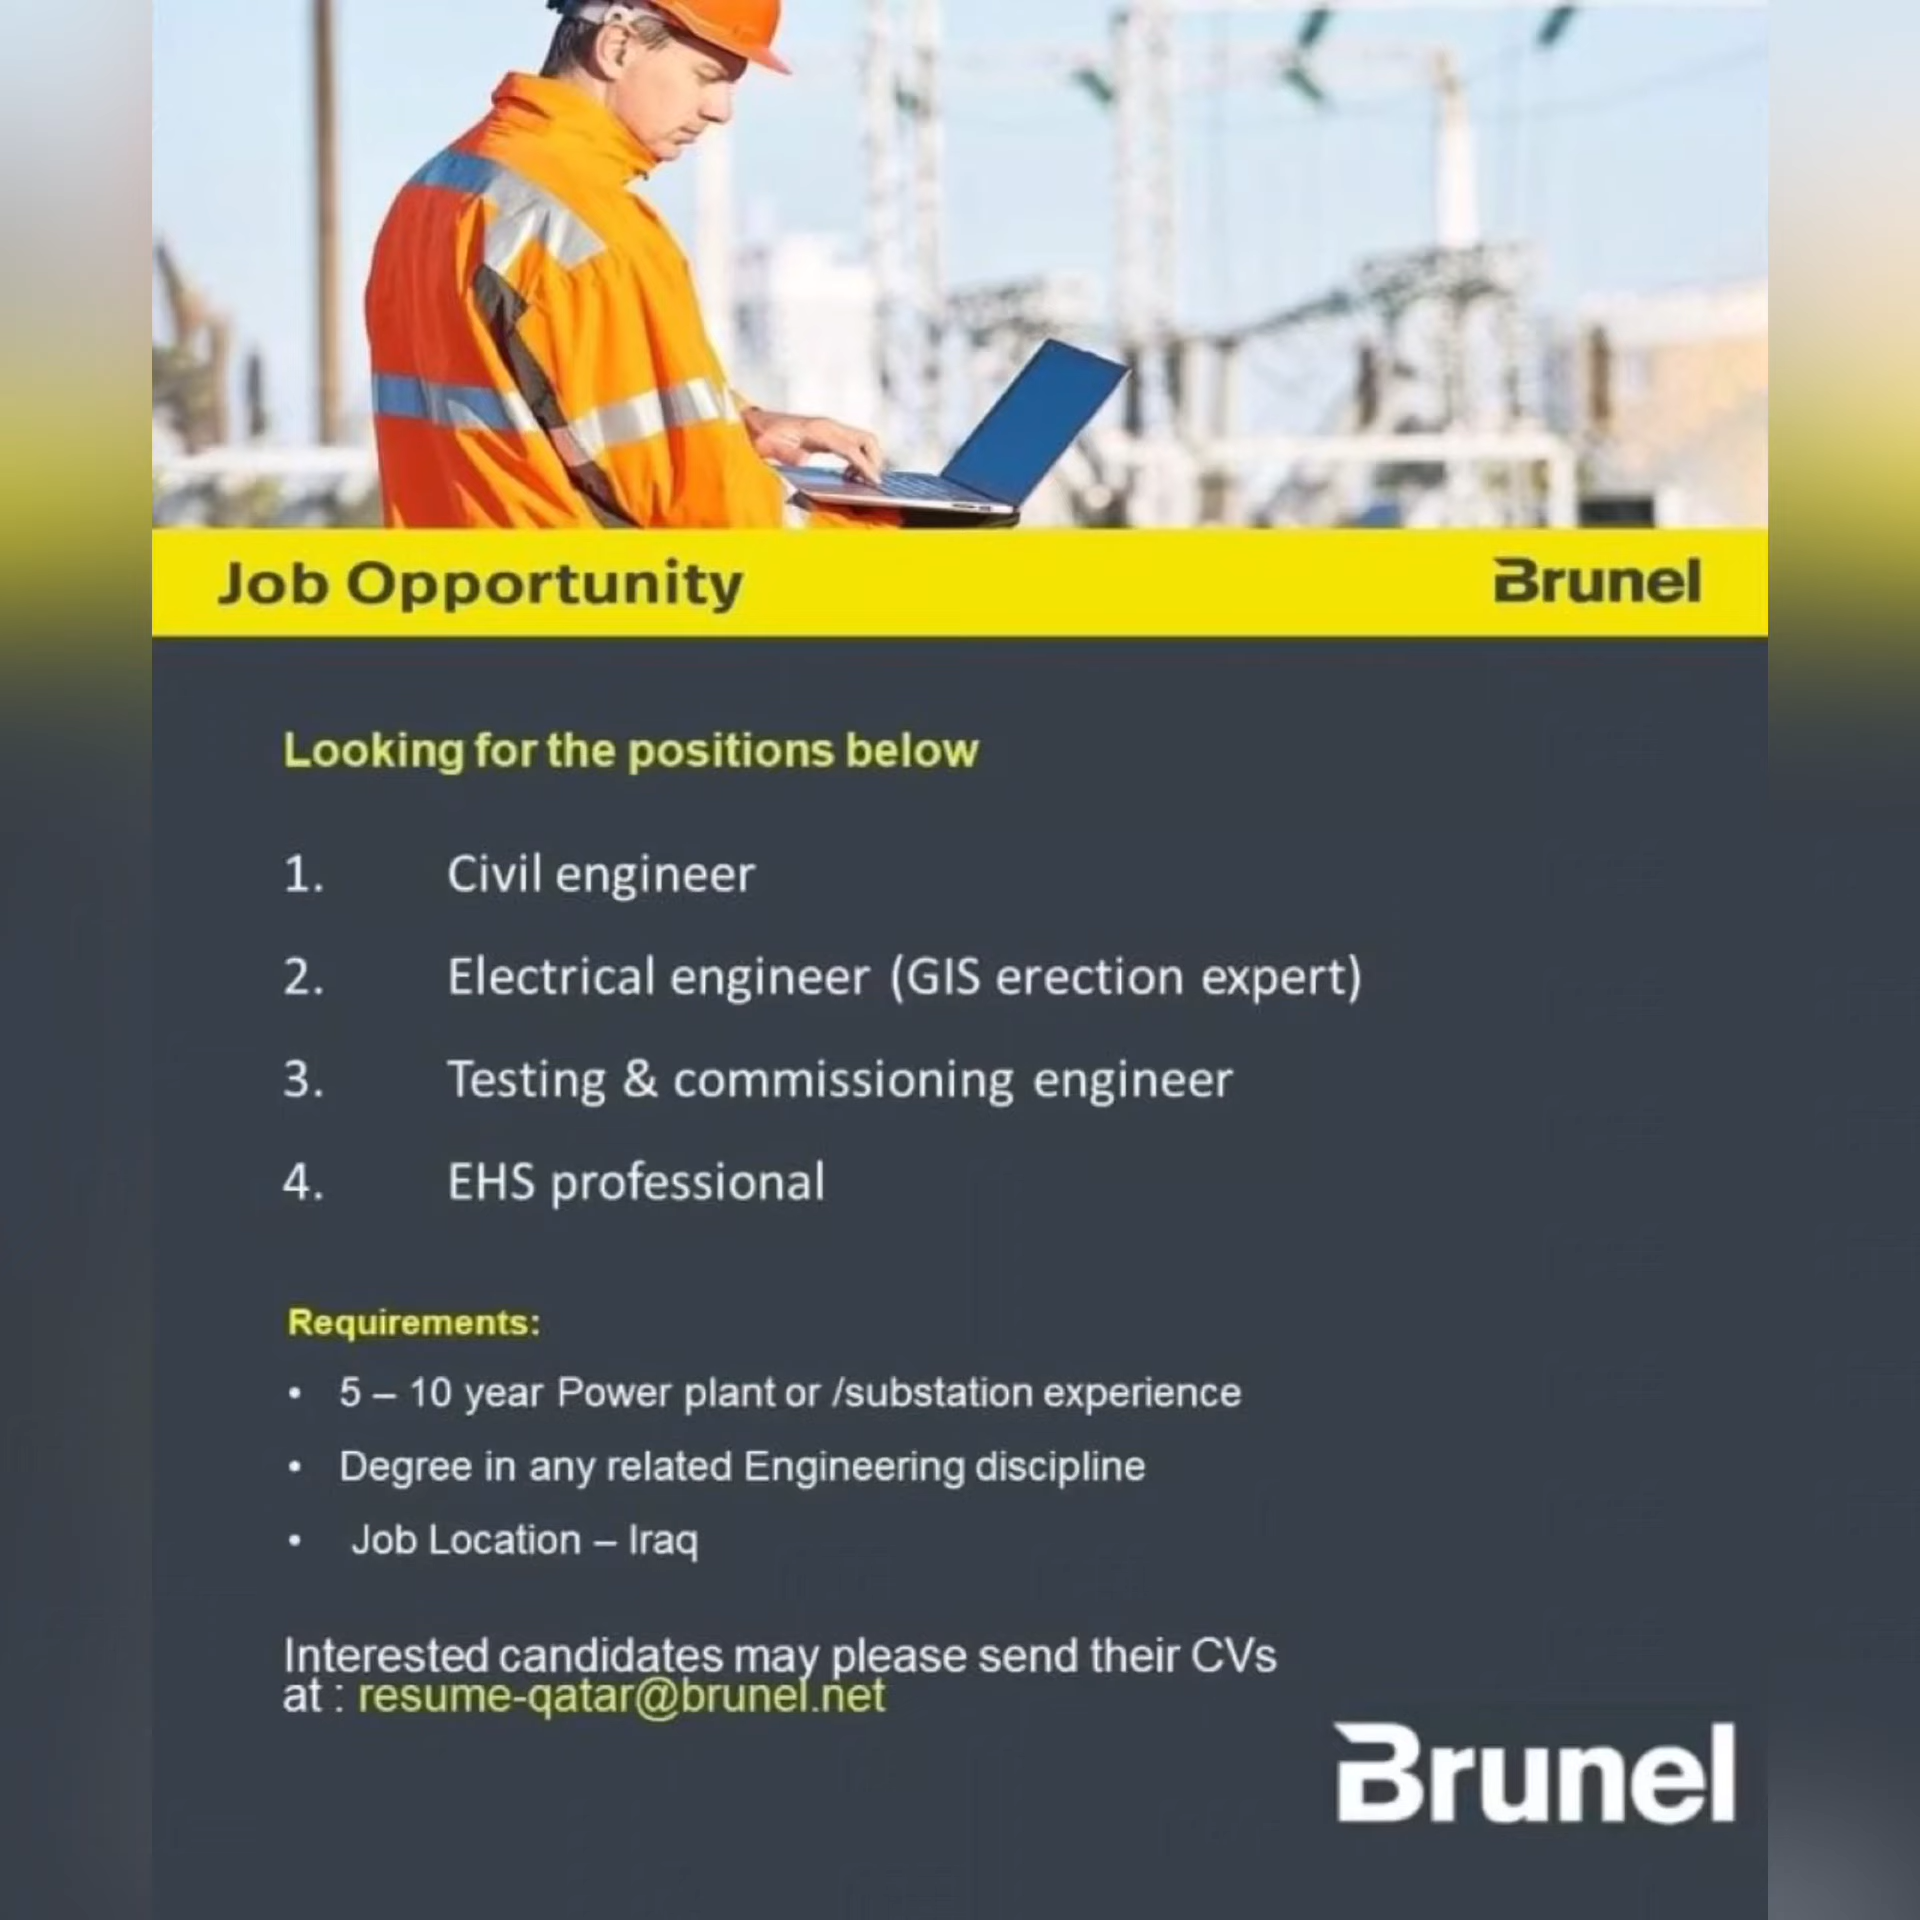 Job Opportunity
Brunel
Looking for the positions below
1. Civil engineer
2. Electrical engineer (GIS erection expert)
3. Testing & commissioning engineer
4. EHS professional
Requirements:
• 5 – 10 year Power plant or /substation experience
• Degree in any related Engineering discipline
• Job Location – Iraq
Interested candidates may please send their CVs
at : resume-qatar@brunel.net
Brunel